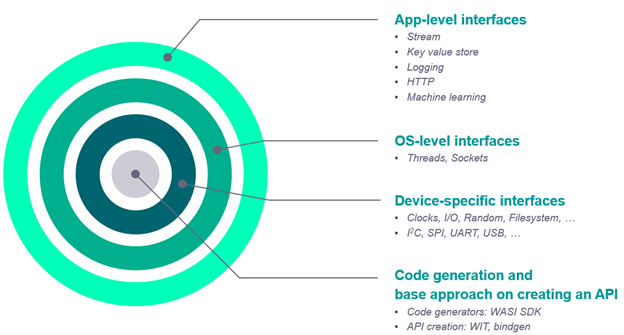 App-level interfaces
• Stream
• Key value store
• Logging
• HTTP
• Machine learning
OS-level interfaces
• Threads, Sockets
Device-specific interfaces
• Clocks, I/O, Random, Filesystem, …
• I²C, SPI, UART, USB, …
Code generation and
base approach on creating an API
• Code generators: WASI SDK
• API creation: WIT, bindgen